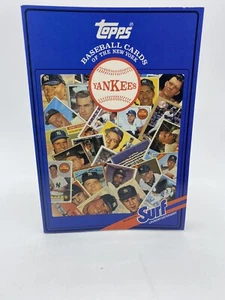 Topps
BASEBALL CARDS
OF THE NEW YORK
YANKEES
Surf